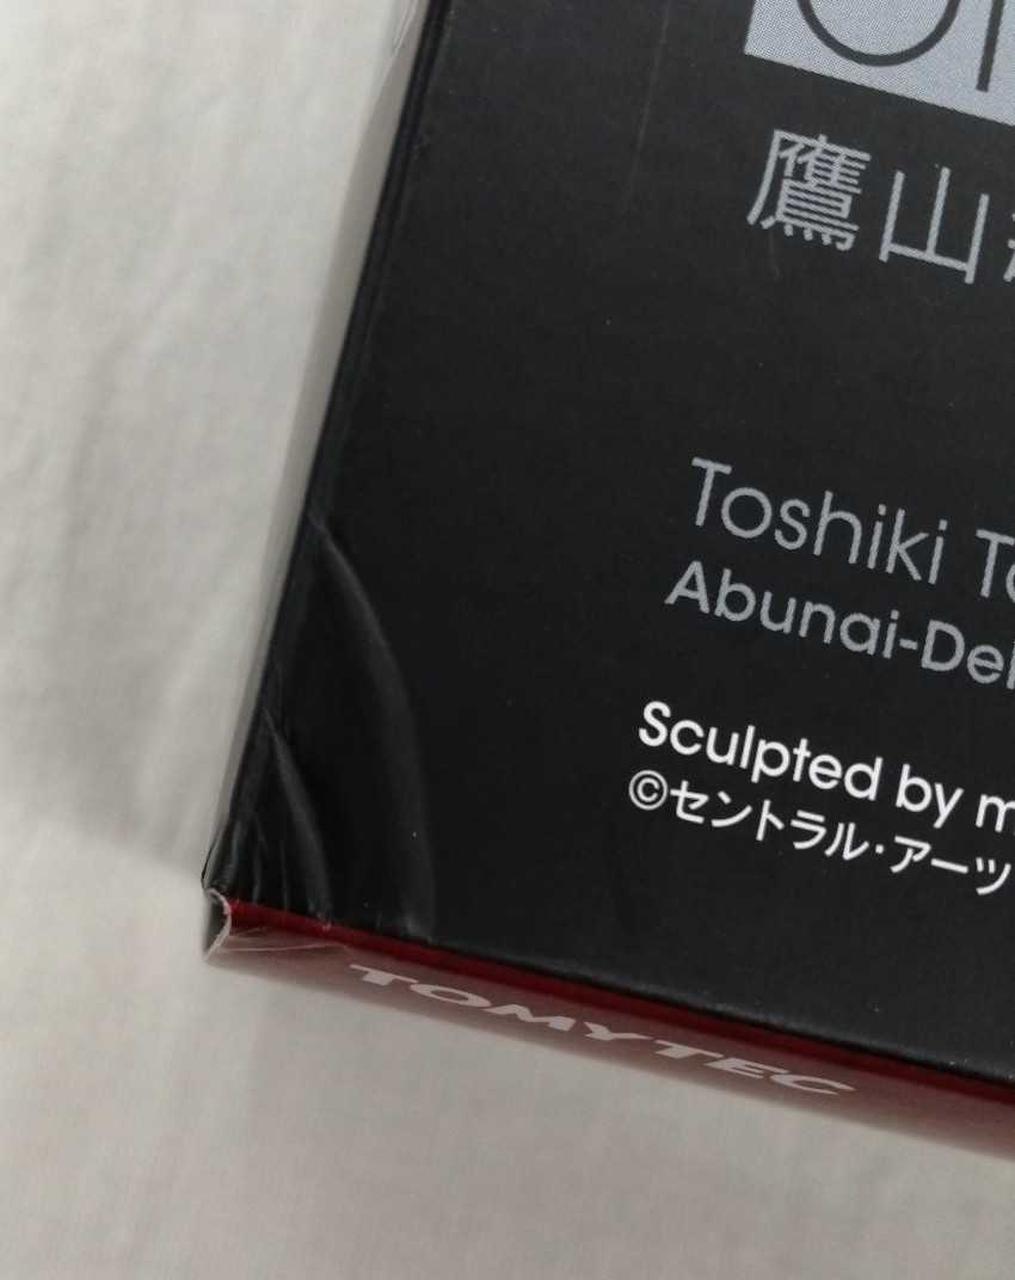 鷹山
Toshiki
Abunai-De
Sculpted by m
©セントラル・アーツ
TOMYTEC